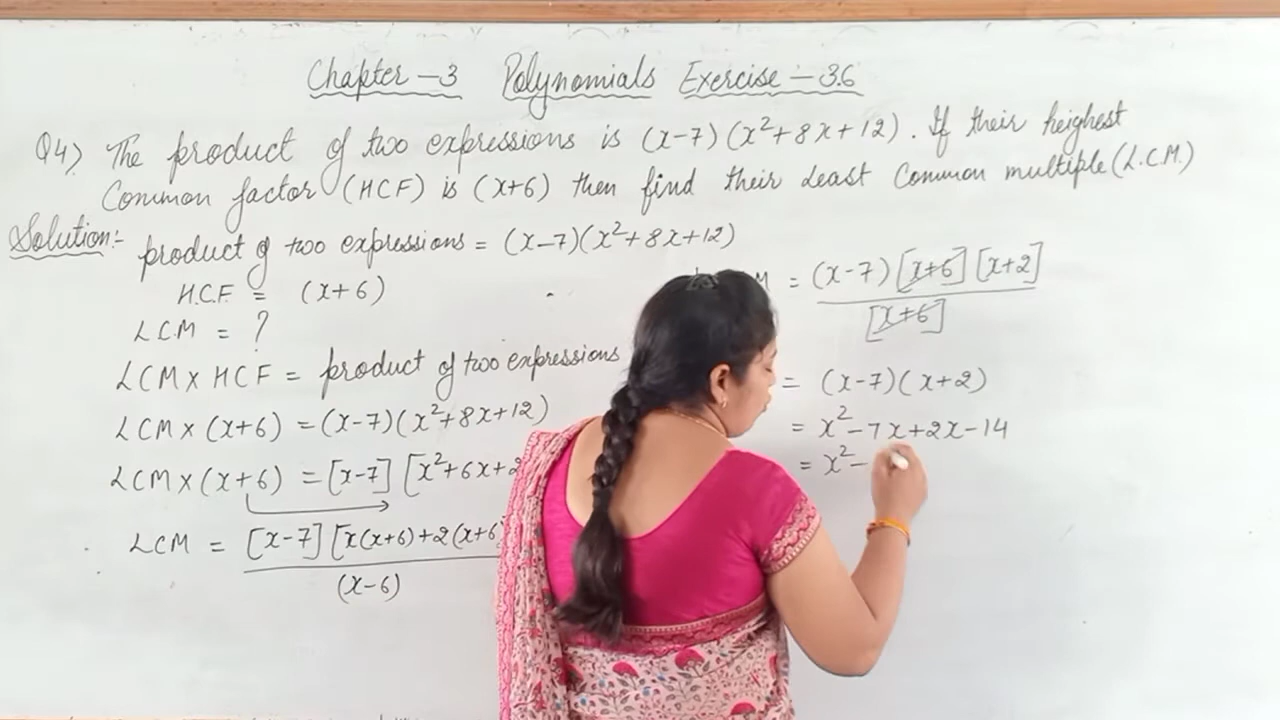 Chapter -3 Polynomials Exercise - 3.6
Q4). The product of two expressions is (x-7)(x²+8x+12). If their heighest
Common factor (HCF) is (x+6) then find their Least Common multiple (L.C.M.)
Solution:- product of two expressions = (x-7)(x²+8x+12)
H.C.F. = (x+6)
LCM = ?
LCM X HCF = product of two expressions
LCM × (x+6) = (x-7)(x²+8x+12)
LCM × (x+6) = [x-7] [x²+6x+2
LCM = [x-7] [x(x+6)+2(x+6)
(x-6)
M = (x-7) [x+6] [x+2]
[x+6]
= (x-7)(x+2)
= x²-7x+2x-14
= x²-